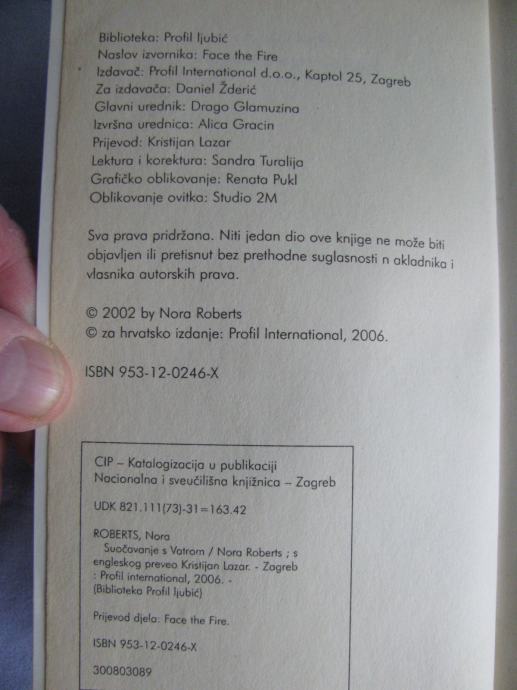 Biblioteka: Profil ljubić
Naslov izvornika: Face the Fire
Izdavač: Profil International d.o.o., Kaptol 25, Zagreb
Za izdavača: Daniel Žderić
Glavni urednik: Drago Glamuzina
Izvršna urednica: Alica Gracin
Prijevod: Kristijan Lazar
Lektura i korektura: Sandra Turalija
Grafičko oblikovanje: Renata Pukl
Oblikovanje ovitka: Studio 2M
Sva prava pridržana. Niti jedan dio ove knjige ne može biti
objavljen ili pretisnut bez prethodne suglasnosti n akladnika i
vlasnika autorskih prava.
© 2002 by Nora Roberts
© za hrvatsko izdanje: Profil International, 2006.
ISBN 953-12-0246-X
CIP – Katalogizacija u publikaciji
Nacionalna i sveučilišna knjižnica – Zagreb
UDK 821.111(73)-31=163.42
ROBERTS, Nora
Suočavanje s Vatrom / Nora Roberts ; s
engleskog preveo Kristijan Lazar. - Zagreb
: Profil international, 2006. -
(Biblioteka Profil ljubić)
Prijevod djela: Face the Fire.
ISBN 953-12-0246-X
300803089